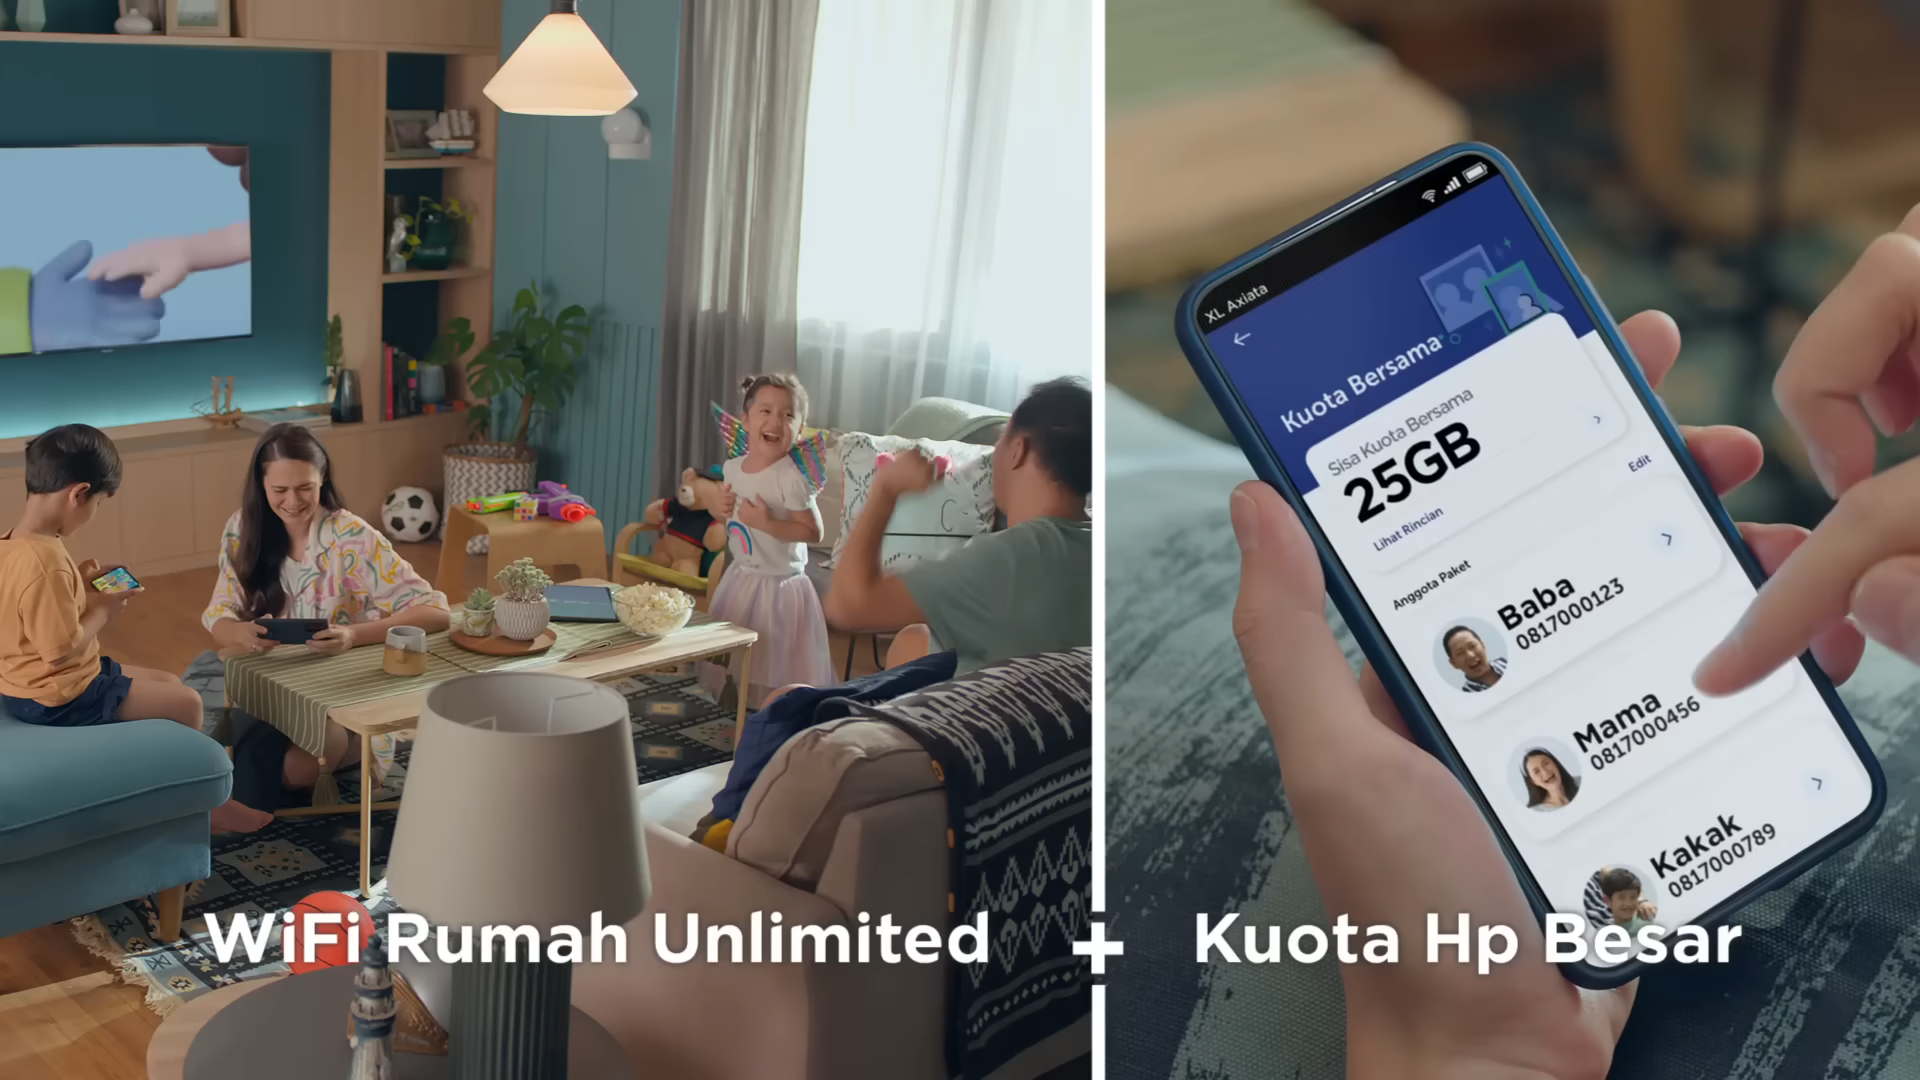 XL Axiata
Kuota Bersama
Sisa Kuota Bersama
25GB
Lihat Rincian
Edit
Anggota Paket
Baba
0817000123
Mama
0817000456
Kakak
0817000789
WiFi Rumah Unlimited + Kuota Hp Besar